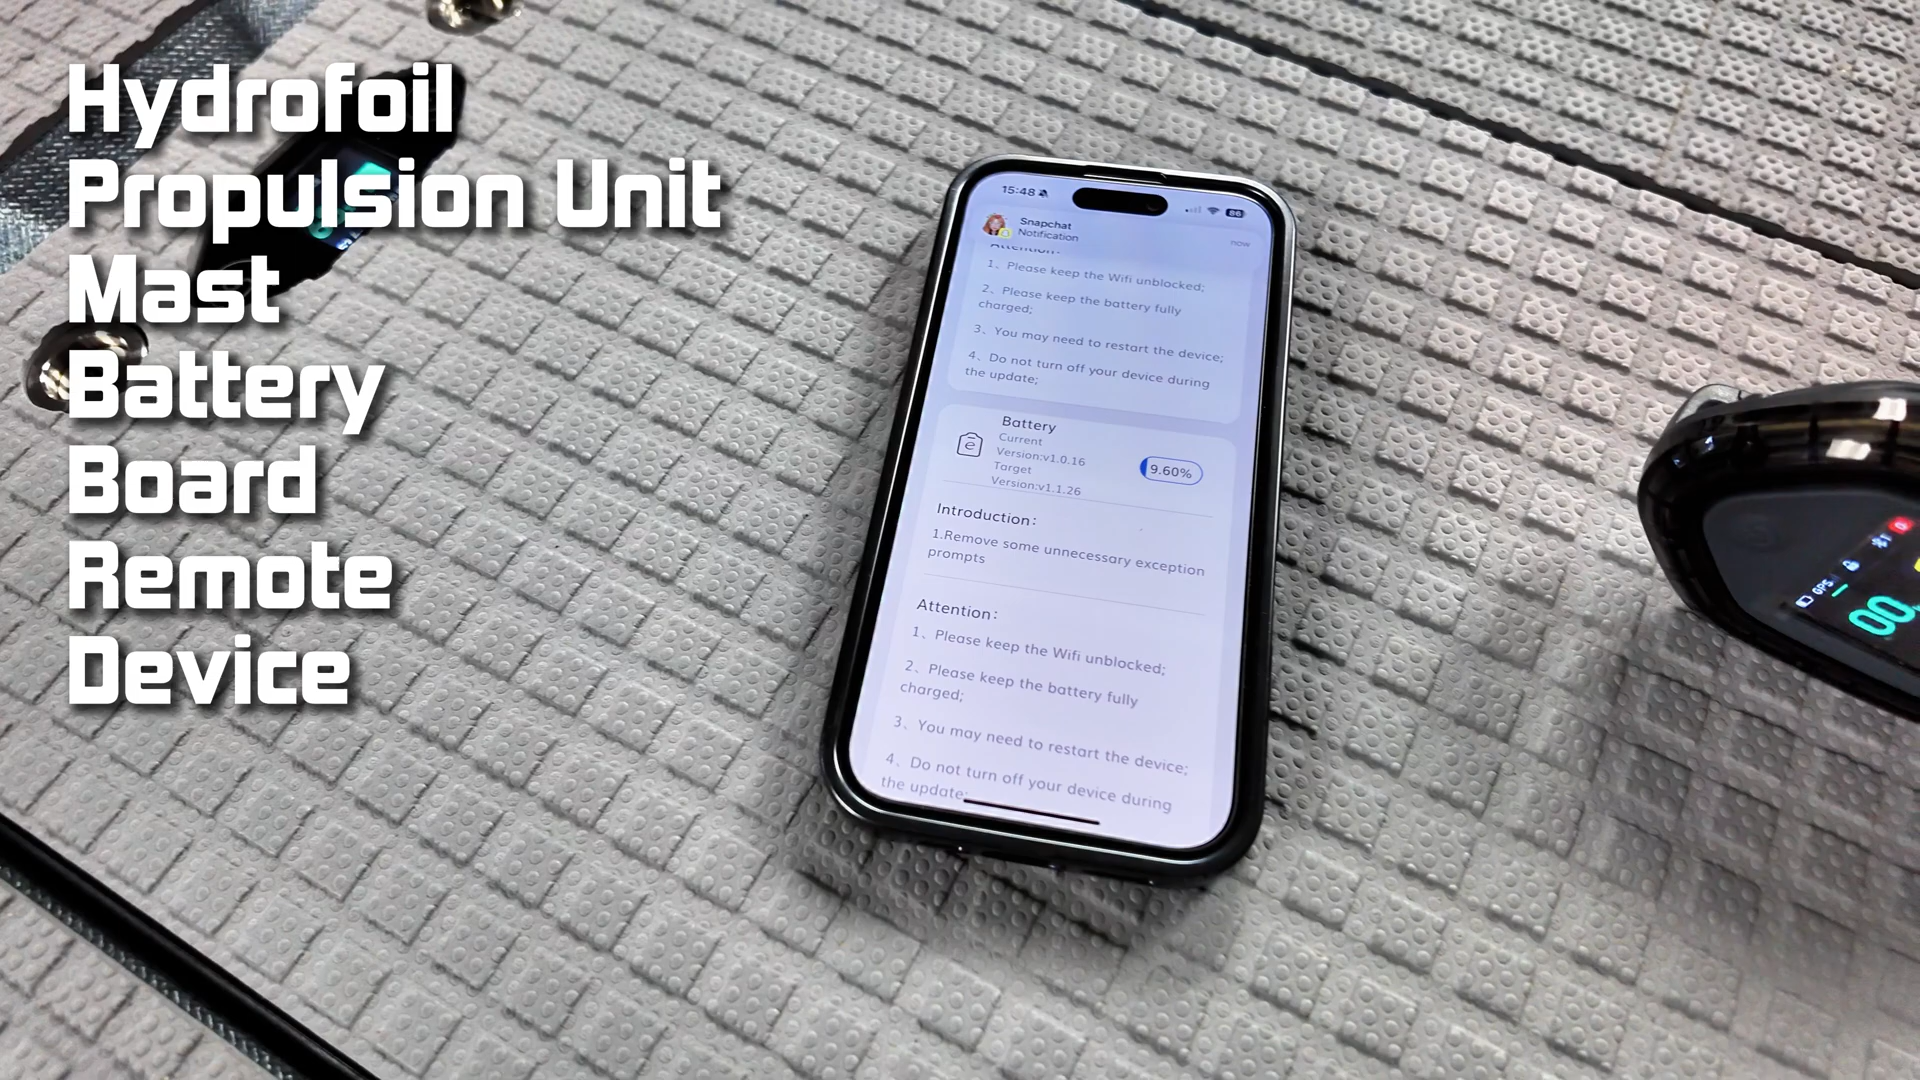 Hydrofoil
Propulsion Unit
Mast
Battery
Board
Remote
Device
15:48
86
Snapchat
Notification
now
Attention:
1、Please keep the Wifi unblocked;
2、Please keep the battery fully
charged;
3、You may need to restart the device;
4、Do not turn off your device during
the update;
Battery
Current
Version:v1.0.16
Target
Version:v1.1.26
9.60%
Introduction:
1.Remove some unnecessary exception
prompts
Attention:
1、Please keep the Wifi unblocked;
2、Please keep the battery fully
charged;
3、You may need to restart the device;
4、Do not turn off your device during
the update;
GPS
00